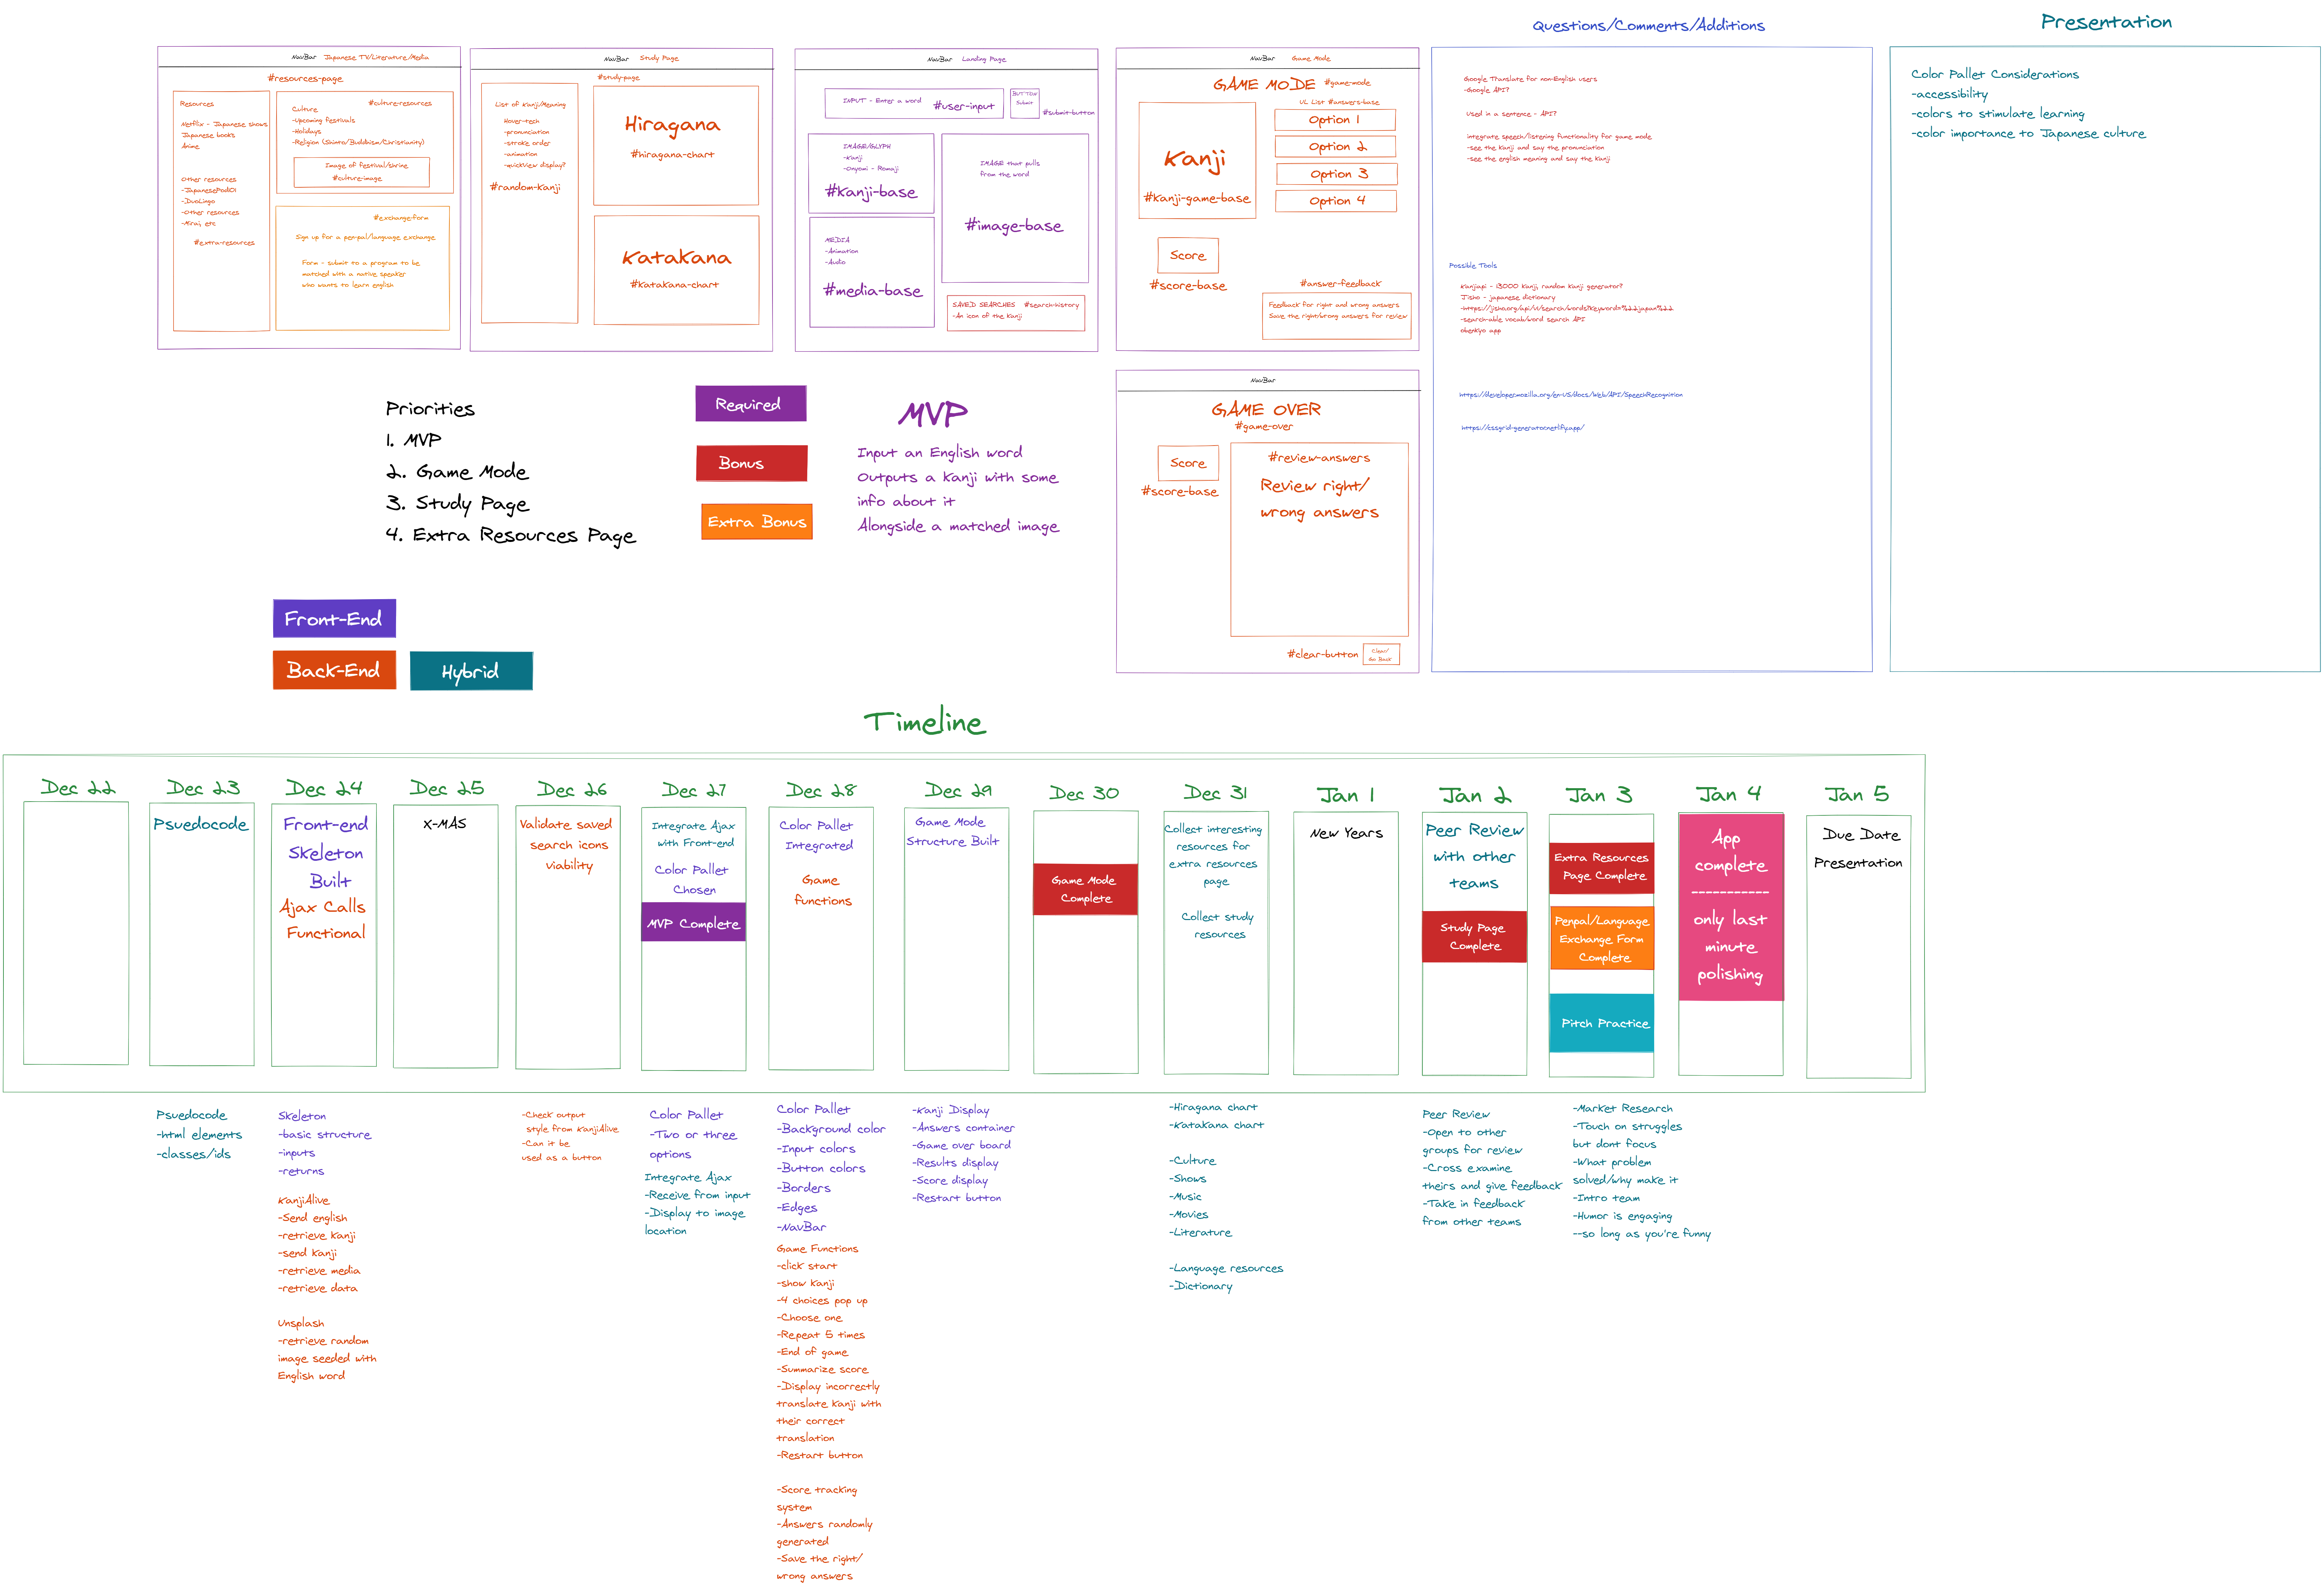 Questions/Comments/Additions
Presentation
NavBar Japanese TV/Literature/Media
#resources-page
Resources
Netflix - Japanese shows
Japanese books
Anime
Other resources
-JapanesePod101
-DuoLingo
-Other resources
-Mirai, etc
#extra-resources
#culture-resources
Culture
-Upcoming festivals
-Holidays
-Religion (Shinto/Buddhism/Christianity)
Image of festival/shrine
#culture-image
#exchange-form
Sign up for a pen-pal/language exchange
Form - submit to a program to be
matched with a native speaker
who wants to learn english
NavBar Study Page
#study-page
List of Kanji/Meaning
Hover-tech
-pronunciation
-stroke order
-animation
-quickview display?
#random-kanji
Hiragana
#hiragana-chart
Katakana
#katakana-chart
NavBar Landing Page
INPUT - Enter a word #user-input
BUTTON
Submit
#submit-button
IMAGE/GLYPH
-Kanji
-Onyomi - Romaji
#kanji-base
IMAGE that pulls
from the word
#image-base
MEDIA
-Animation
-Audio
#media-base
SAVED SEARCHES #search-history
-An icon of the Kanji
NavBar Game Mode
GAME MODE #game-mode
UL List #answers-base
Kanji
#kanji-game-base
Option 1
Option 2
Option 3
Option 4
Score
#score-base
#answer-feedback
Feedback for right and wrong answers
Save the right/wrong answers for review
Google Translate for non-English users
-Google API?
Used in a sentence - API?
integrate speech/listening functionality for game mode
-see the kanji and say the pronunciation
-see the english meaning and say the kanji
Possible Tools
Kanjiapi - 13000 Kanji, random Kanji generator?
Jisho - japanese dictionary
-https://jisho.org/api/v1/search/words?keyword=%22japan%22
-search-able vocab/word search API
obenkyo app
https://developer.mozilla.org/en-US/docs/Web/API/SpeechRecognition
https://cssgrid-generator.netlify.app/
Color Pallet Considerations
-accessibility
-colors to stimulate learning
-color importance to Japanese culture
Priorities
1. MVP
2. Game Mode
3. Study Page
4. Extra Resources Page
Required
Bonus
Extra Bonus
MVP
Input an English word
Outputs a Kanji with some
info about it
Alongside a matched image
NavBar
GAME OVER
#game-over
Score
#score-base
#review-answers
Review right/
wrong answers
#clear-button
Clear/
Go Back
Front-End
Back-End
Hybrid
Timeline
Dec 22
Dec 23
Psuedocode
Dec 24
Front-end
Skeleton
Built
Ajax Calls
Functional
Dec 25
X-MAS
Dec 26
Validate saved
search icons
viability
Dec 27
Integrate Ajax
with Front-end
Color Pallet
Chosen
MVP Complete
Dec 28
Color Pallet
Integrated
Game
functions
Dec 29
Game Mode
Structure Built
Dec 30
Game Mode
Complete
Dec 31
Collect interesting
resources for
extra resources
page
Collect study
resources
Jan 1
New Years
Jan 2
Peer Review
with other
teams
Study Page
Complete
Jan 3
Extra Resources
Page Complete
Penpal/Language
Exchange Form
Complete
Pitch Practice
Jan 4
App
complete
-----------
only last
minute
polishing
Jan 5
Due Date
Presentation
Psuedocode
-html elements
-classes/ids
Skeleton
-basic structure
-inputs
-returns
KanjiAlive
-Send english
-retrieve Kanji
-send Kanji
-retrieve media
-retrieve data
Unsplash
-retrieve random
image seeded with
English word
-Check output
style from KanjiAlive
-Can it be
used as a button
Color Pallet
-Two or three
options
Integrate Ajax
-Receive from input
-Display to image
location
Color Pallet
-Background color
-Input colors
-Button colors
-Borders
-Edges
-NavBar
Game Functions
-click start
-show Kanji
-4 choices pop up
-Choose one
-Repeat 5 times
-End of game
-Summarize score
-Display incorrectly
translate Kanji with
their correct
translation
-Restart button
-Score tracking
system
-Answers randomly
generated
-Save the right/
wrong answers
-Kanji Display
-Answers container
-Game over board
-Results display
-Score display
-Restart button
-Hiragana chart
-Katakana chart
-Culture
-Shows
-Music
-Movies
-Literature
-Language resources
-Dictionary
Peer Review
-Open to other
groups for review
-Cross examine
theirs and give feedback
-Take in feedback
from other teams
-Market Research
-Touch on struggles
but dont focus
-What problem
solved/why make it
-Intro team
-Humor is engaging
--so long as you're funny